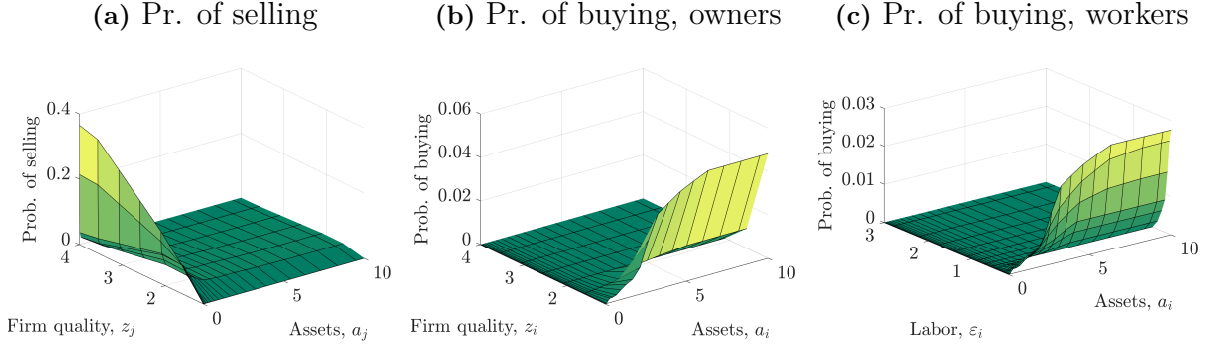 (a) Pr. of selling
0.4
0.2
0
Prob. of selling
4
3
2
Firm quality, z_j
0
5
10
Assets, a_j
(b) Pr. of buying, owners
0.06
0.04
0.02
0
Prob. of buying
4
3
2
Firm quality, z_i
0
5
10
Assets, a_i
(c) Pr. of buying, workers
0.03
0.02
0.01
0
Prob. of buying
3
2
1
Labor, ε_i
0
5
10
Assets, a_i